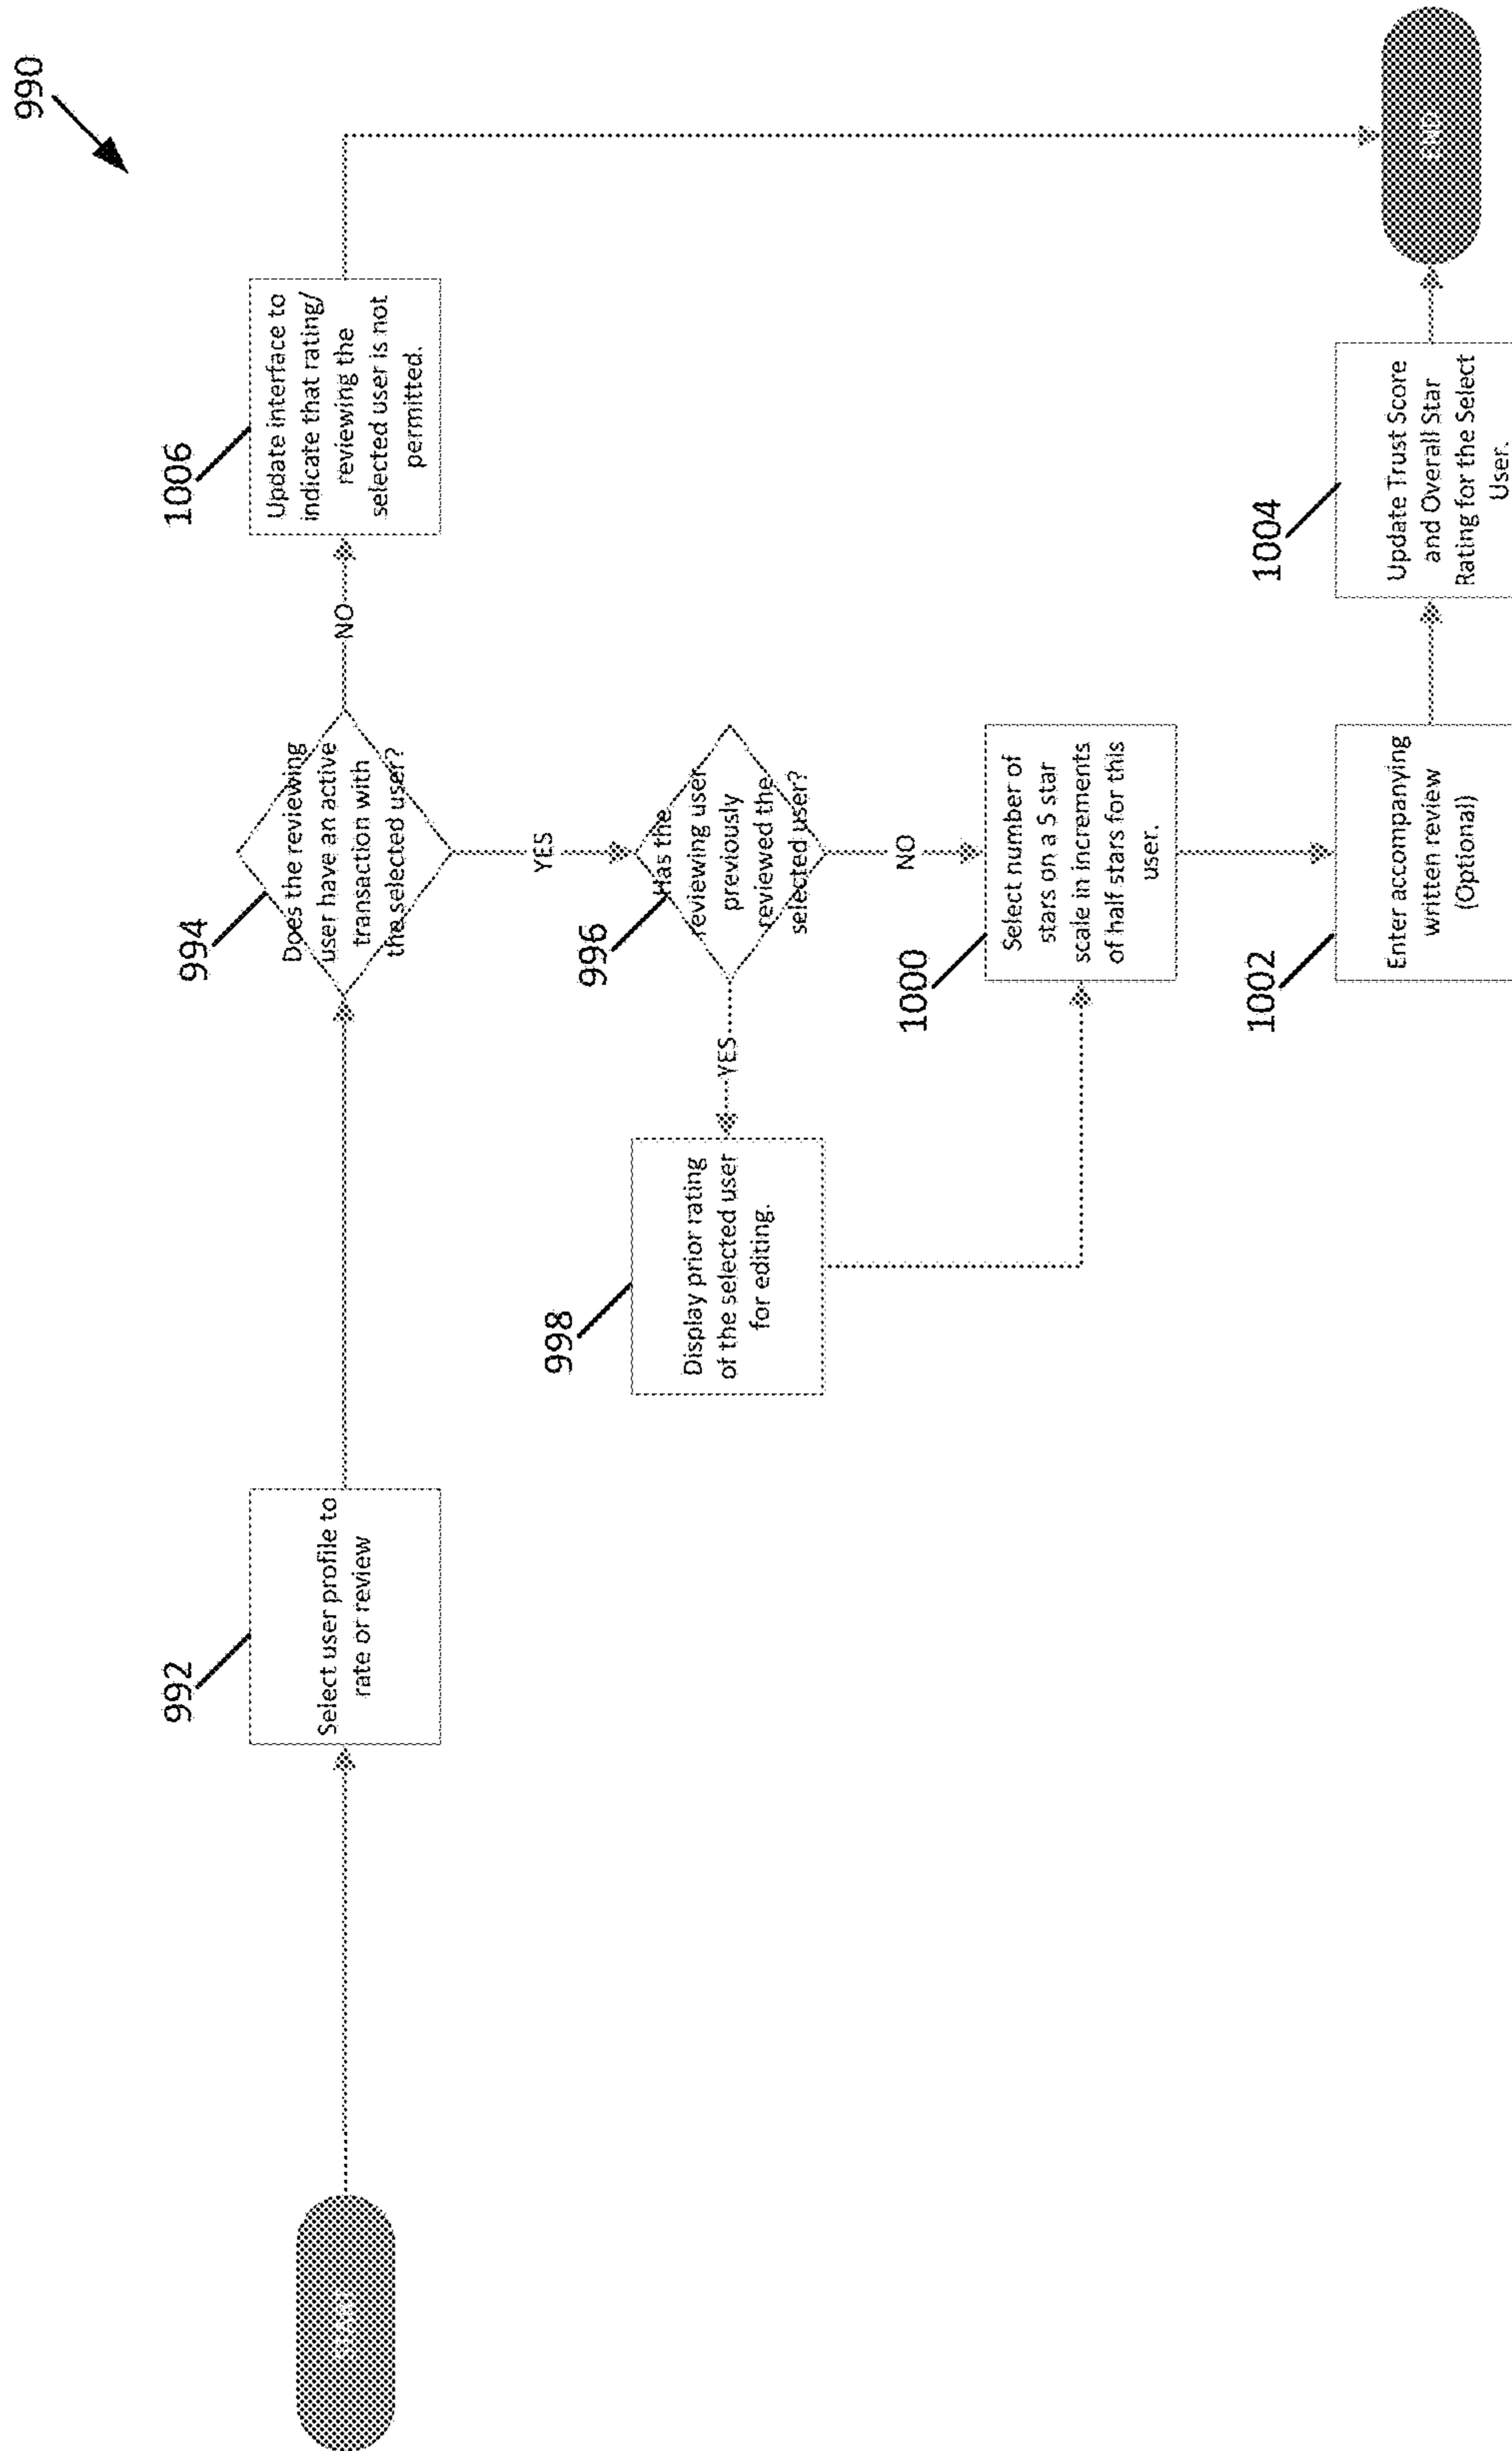 990
992
Select user profile to
rate or review
994
Does the reviewing
user have an active
transaction with
the selected user?
NO
1006
Update interface to
indicate that rating/
reviewing the
selected user is not
permitted.
YES
996
Has the
reviewing user
previously
reviewed the
selected user?
YES
998
Display prior rating
of the selected user
for editing.
NO
1000
Select number of
stars on a 5 star
scale in increments
of half stars for this
user.
1002
Enter accompanying
written review
(Optional)
1004
Update Trust Score
and Overall Star
Rating for the Select
User.
END